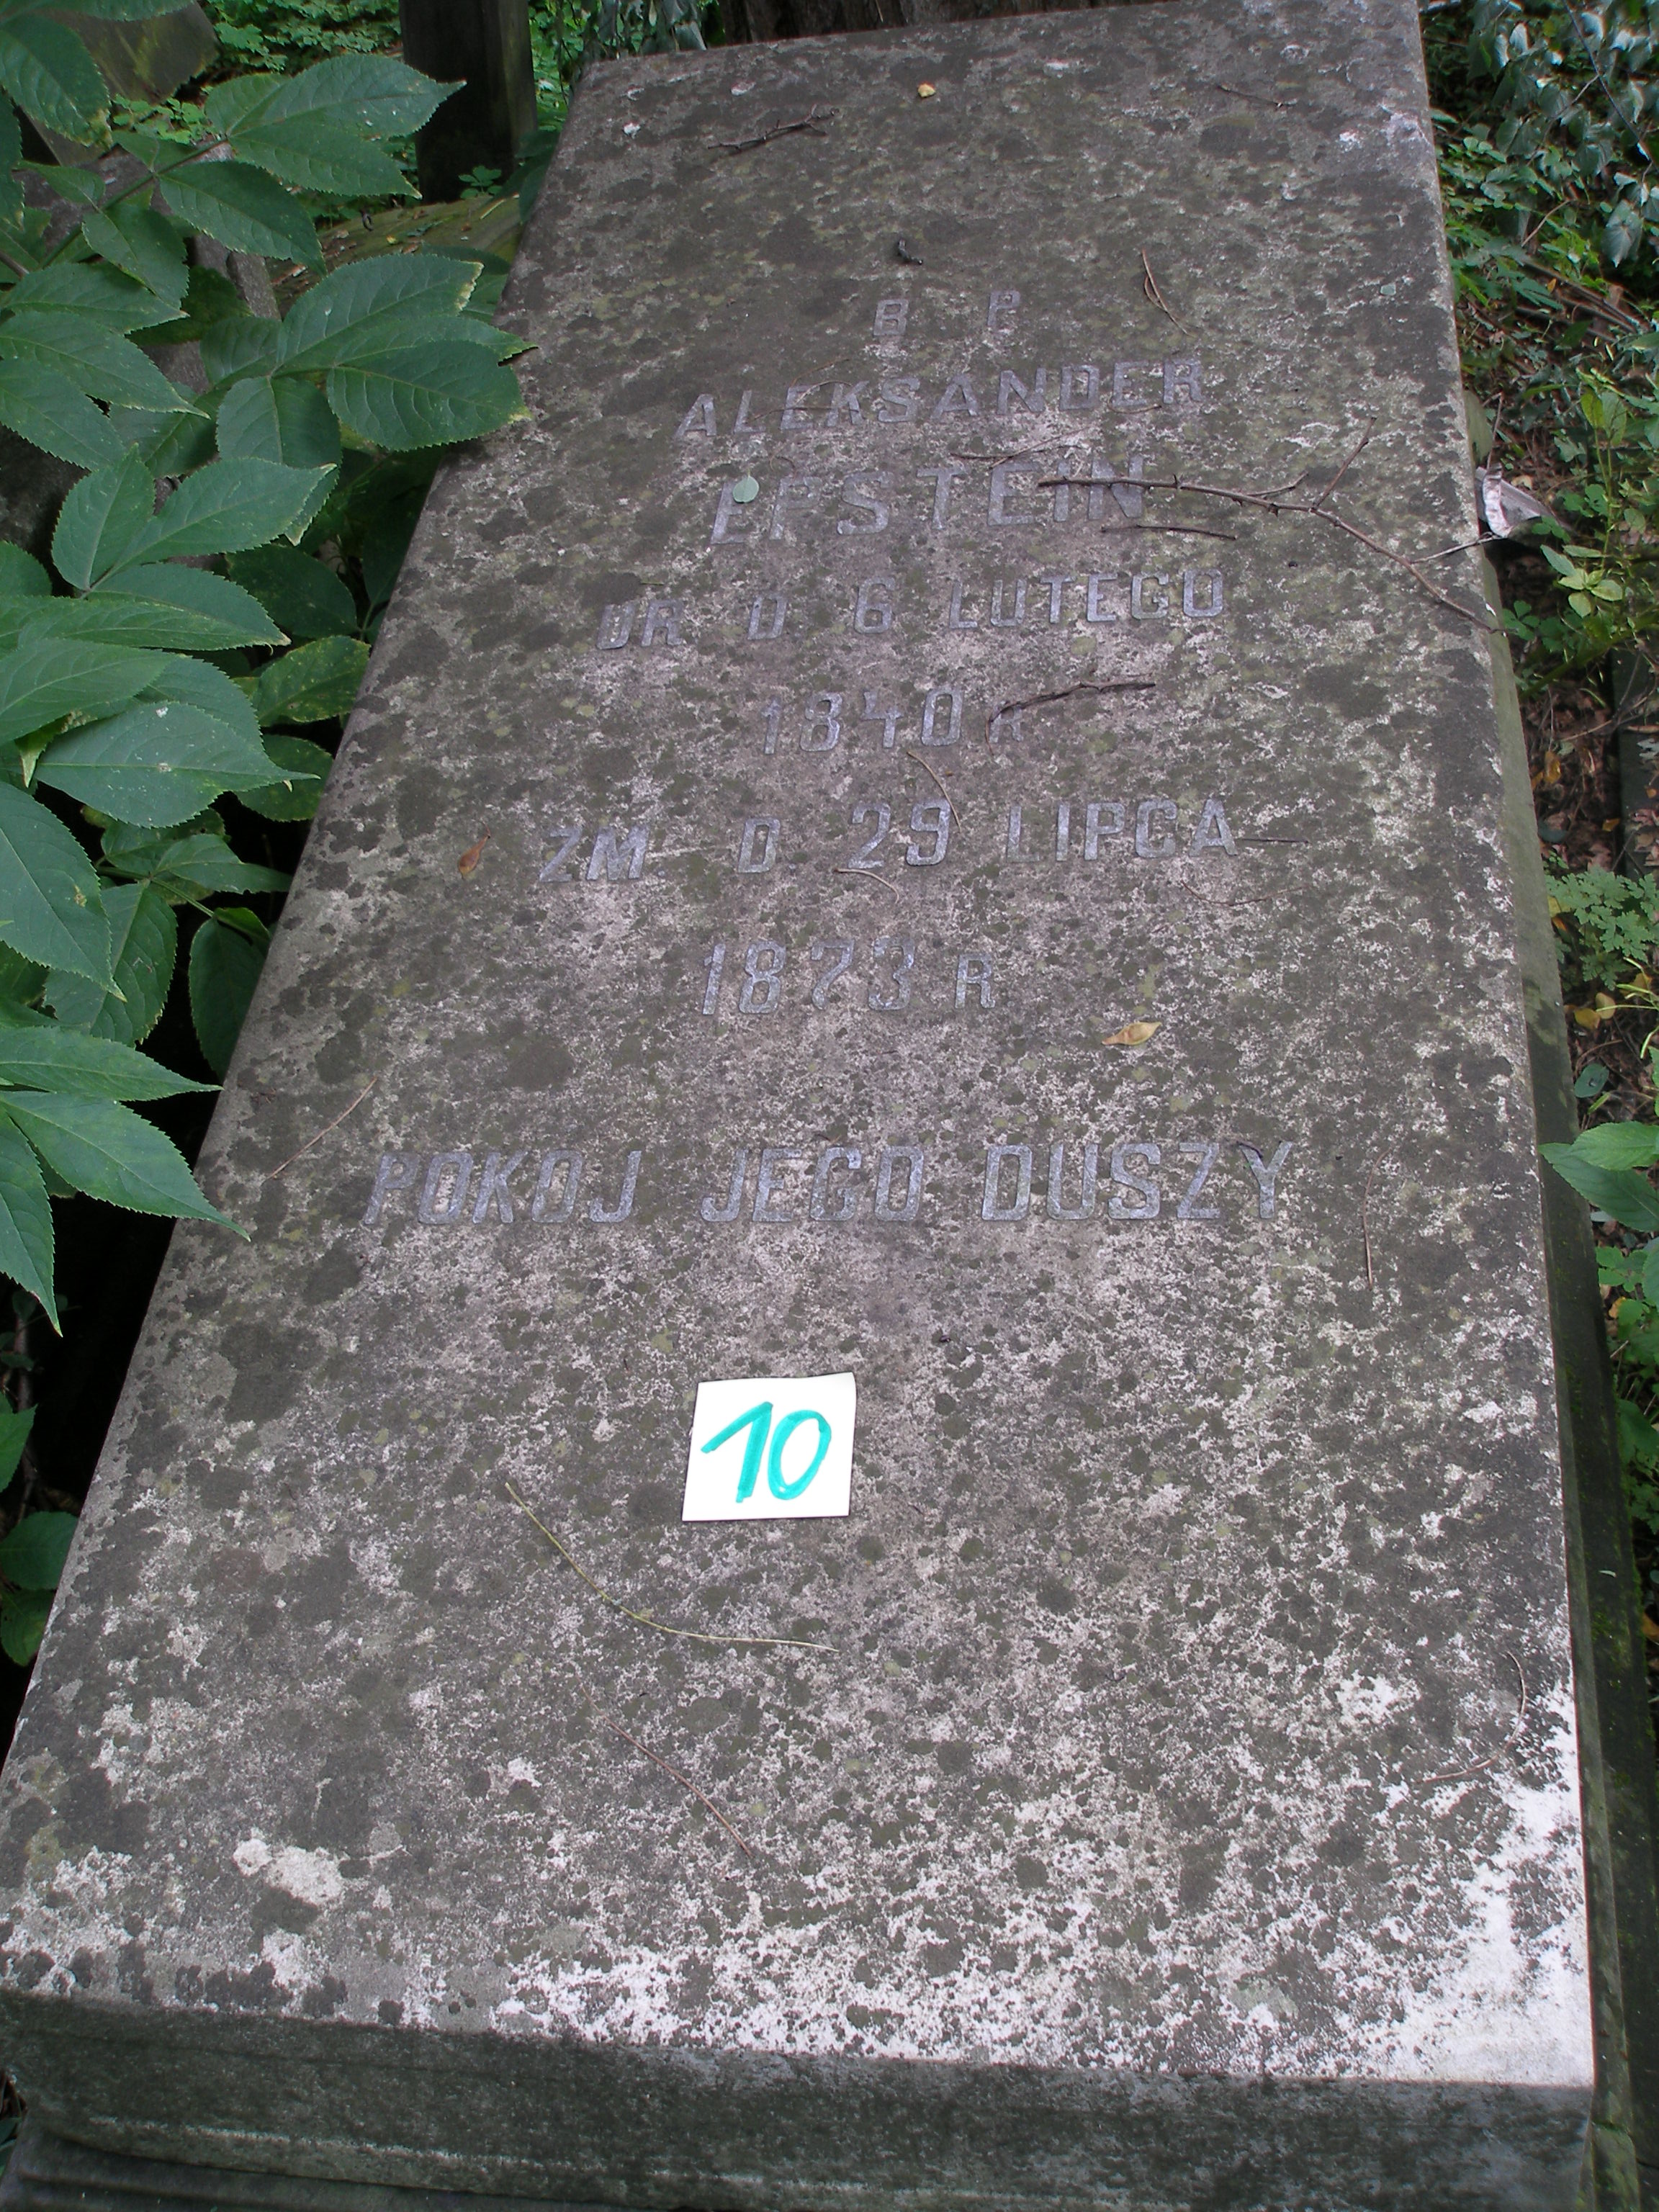 B P
ALEKSANDER
EPSTEIN
UR D. 6 LUTEGO
1840 R
ZM. D 29 LIPCA
1873 R
POKOJ JEGO DUSZY
10